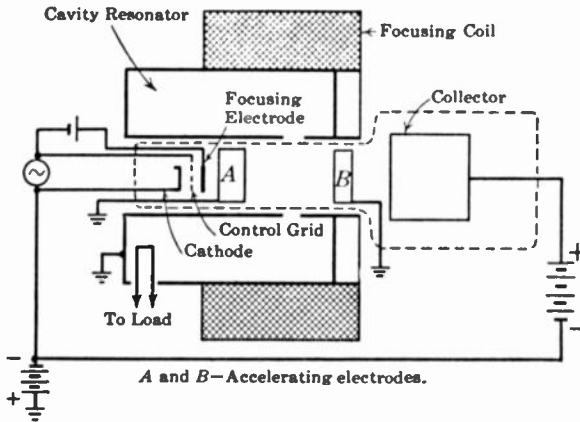 Cavity Resonator
Focusing Coil
Focusing
Electrode
Collector
A
B
Control Grid
Cathode
To Load
+
-
-
+
A and B—Accelerating electrodes.